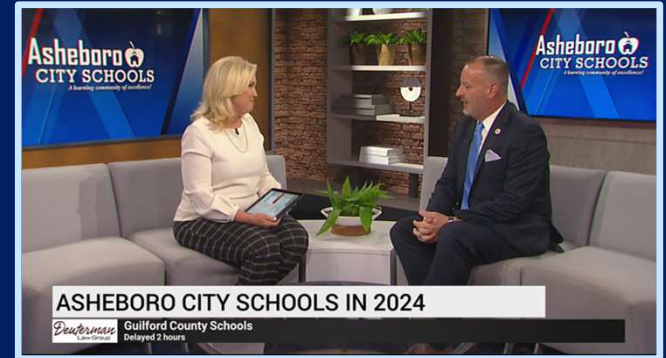 Asheboro
CITY SCHOOLS
A learning community of excellence!
Asheboro
CITY SCHOOLS
A learning community of excellence!
ASHEBORO CITY SCHOOLS IN 2024
Deuterman
Law Group
Guilford County Schools
Delayed 2 hours